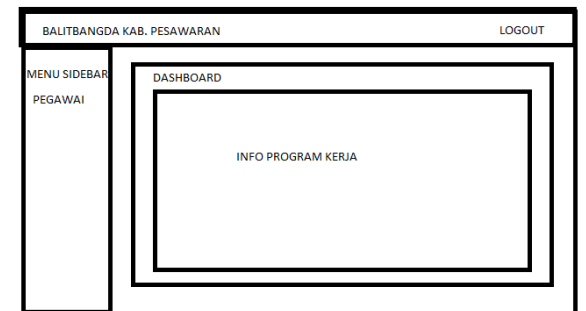 BALITBANGDA KAB. PESAWARAN
LOGOUT
MENU SIDEBAR
PEGAWAI
DASHBOARD
INFO PROGRAM KERJA